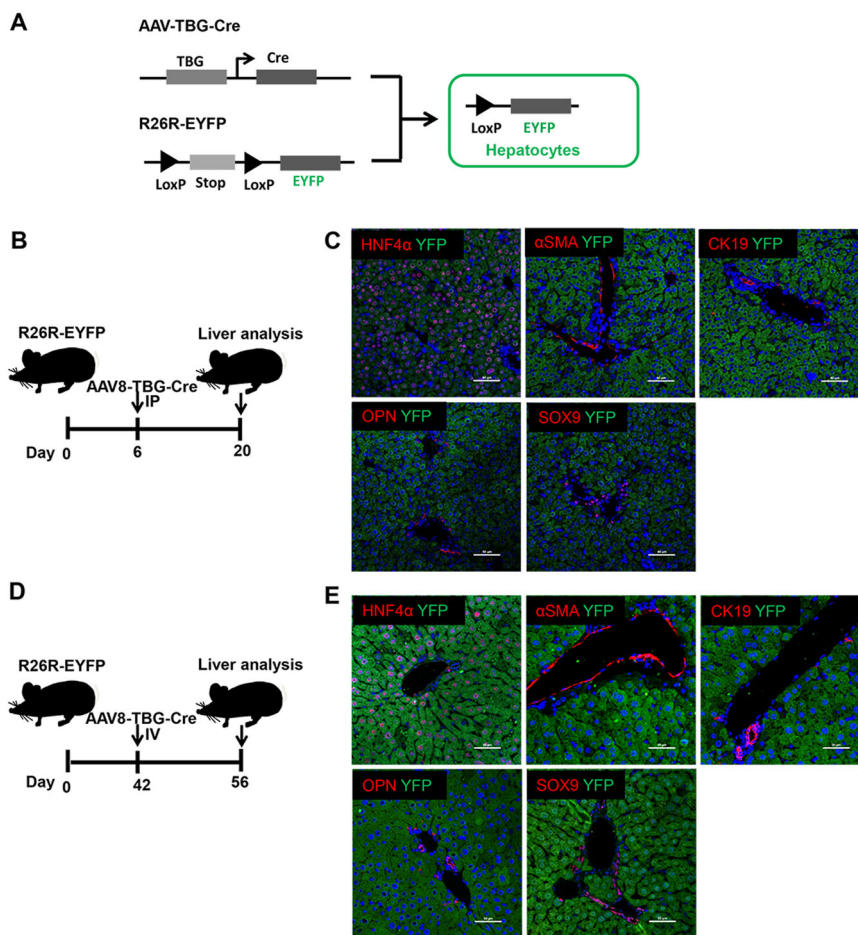 A
AAV-TBG-Cre
TBG
Cre
R26R-EYFP
LoxP
Stop
LoxP
EYFP
LoxP
EYFP
Hepatocytes
B
R26R-EYFP
Liver analysis
AAV8-TBG-Cre
IP
Day
0
6
20
C
HNF4α YFP
αSMA YFP
CK19 YFP
OPN YFP
SOX9 YFP
D
R26R-EYFP
Liver analysis
AAV8-TBG-Cre
IV
Day
0
42
56
E
HNF4α YFP
αSMA YFP
CK19 YFP
OPN YFP
SOX9 YFP